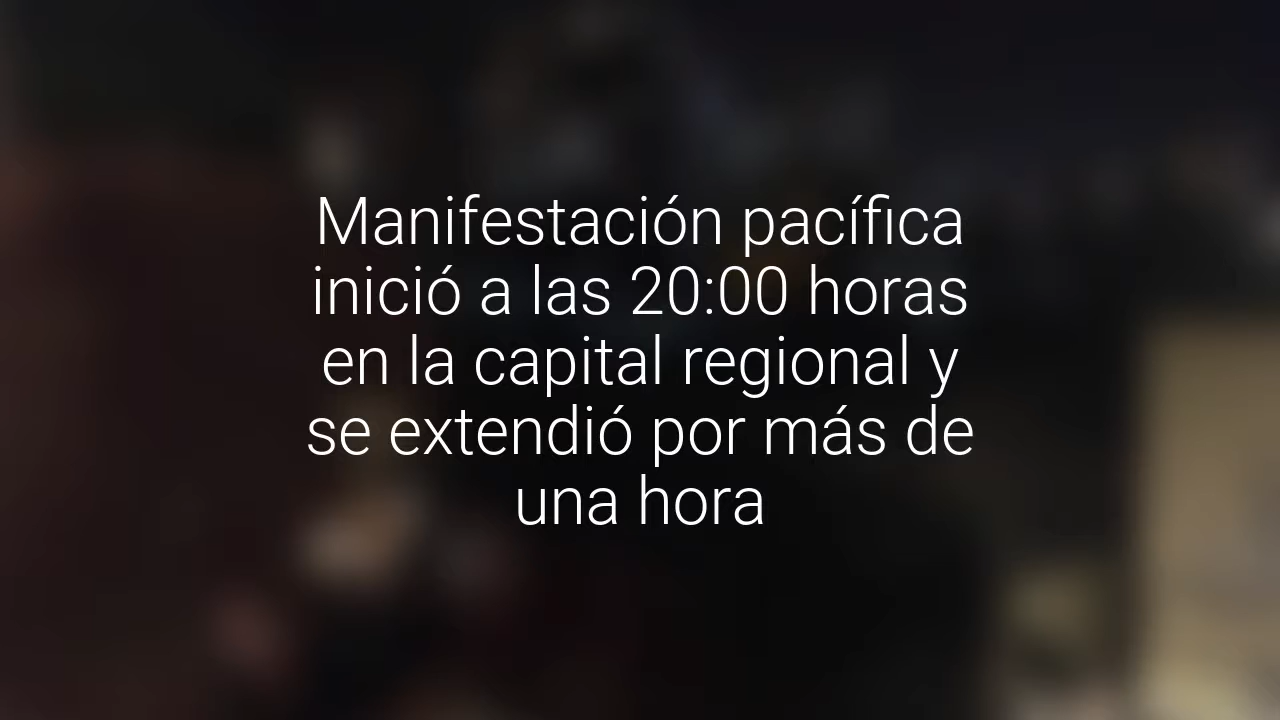 Manifestación pacífica
inició a las 20:00 horas
en la capital regional y
se extendió por más de
una hora